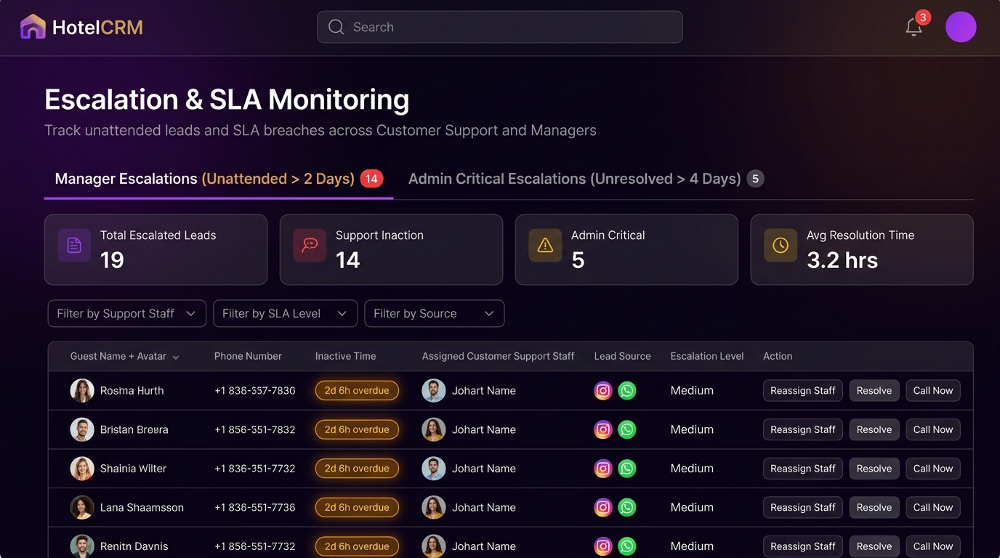 HotelCRM
Search
3
Escalation & SLA Monitoring
Track unattended leads and SLA breaches across Customer Support and Managers
Manager Escalations (Unattended > 2 Days) 14
Admin Critical Escalations (Unresolved > 4 Days) 5
Total Escalated Leads
19
Support Inaction
14
Admin Critical
5
Avg Resolution Time
3.2 hrs
Filter by Support Staff
Fiiter by SLA Level
Filter by Source
Guest Name + Avatar Phone Number Inactive Time Assigned Customer Support Staff Lead Source Escalation Level Action
Rosma Hurth +1 836-557-7836 2d 6h overdue Johart Name Medium Reassign Staff Resolve Call Now
Bristan +1 856-551-7832 2d 6h overdue Johart Name Medium Reassign Staff Resolve Call Now
Shainia Wilter +1 836-351-7732 2d 6h overdue Johart Name Medium Reassign Staff Resolve Call Now
Lana Shaamsson +1 836-551-7736 2d 6h overdue Johart Name Medium Reassign Staff Resolve Call Now
Renitn Davnis +1 856-551-7732 2d 6h overdue Johart Name Medium Reassign Staff Resolve Call Now